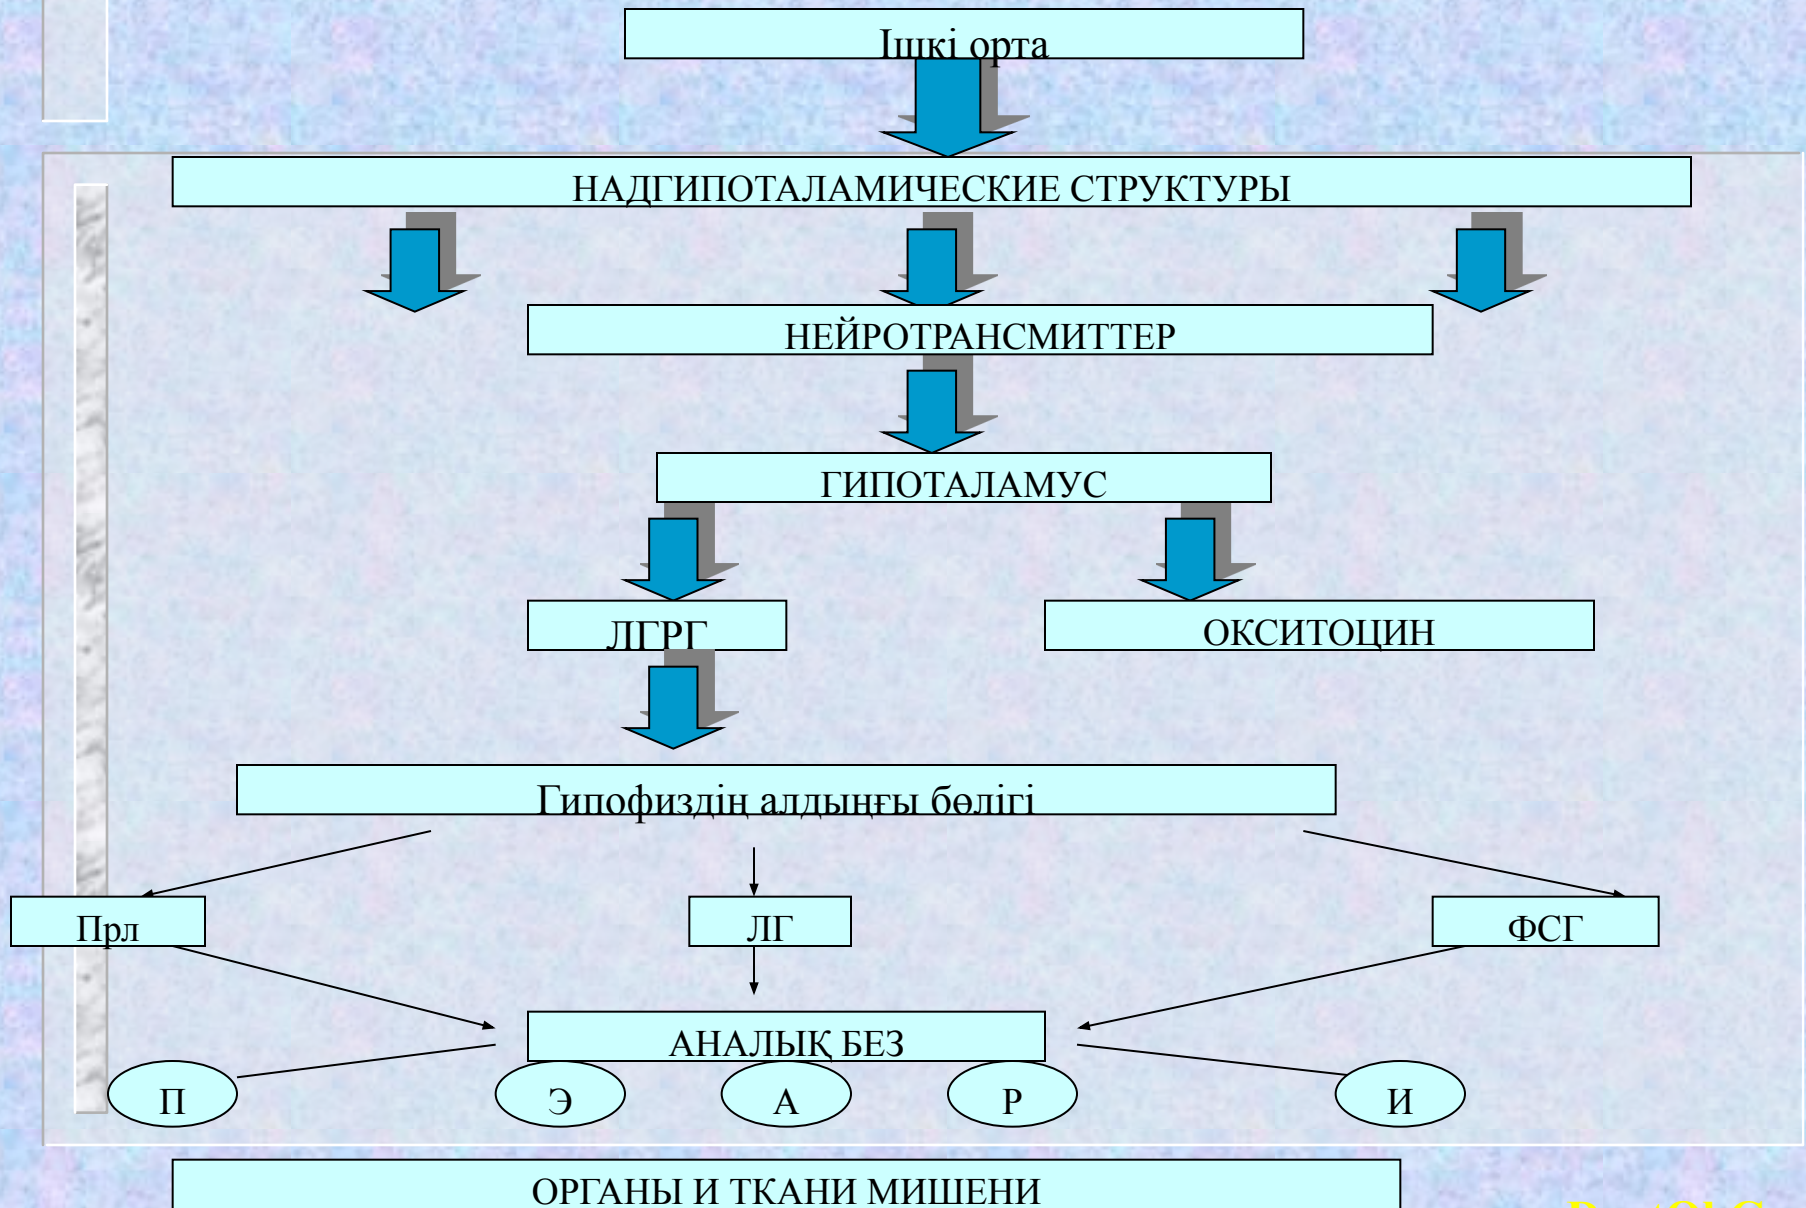 Ішкі орта
НАДГИПОТАЛАМИЧЕСКИЕ СТРУКТУРЫ
НЕЙРОТРАНСМИТТЕР
ГИПОТАЛАМУС
ЛГРГ
ОКСИТОЦИН
Гипофиздің алдыңғы бөлігі
Прл
ЛГ
ФСГ
АНАЛЫҚ БЕЗ
П
Э
А
Р
И
ОРГАНЫ И ТКАНИ МИШЕНИ